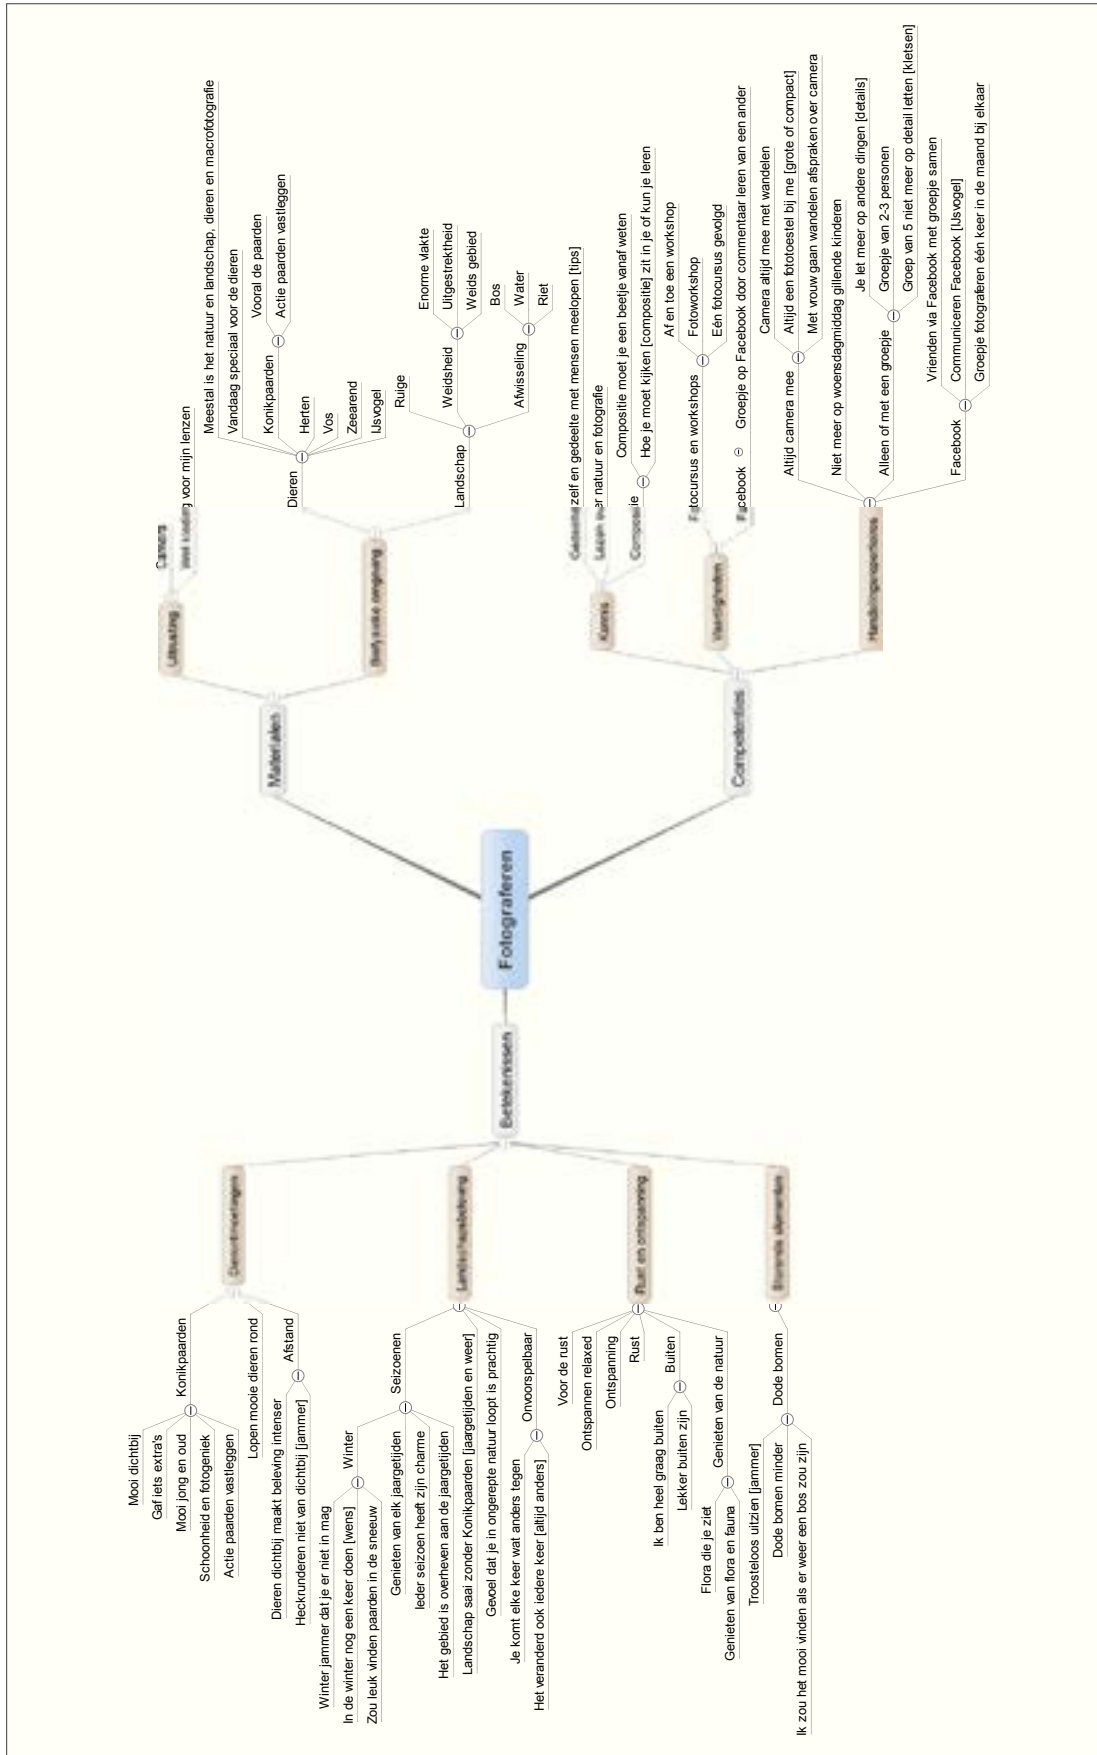 Fotograferen
Materialen
Uitrusting
Camera
voor mijn lenzen
Dieren
Meestal is het natuur en landschap, dieren en macrofotografie
Vandaag speciaal voor de dieren
Konikpaarden
Vooral de paarden
Actie paarden vastleggen
Herten
Vos
Zeearend
IJsvogel
Landschap
Ruige
Weidsheid
Enorme vlakte
Uitgestrektheid
Weids gebied
Afwisseling
Bos
Water
Riet
Competenties
Kennis
zelf en gedeelte met mensen meelopen [tips]
Lezen over natuur en fotografie
Compositie
Compositie moet je een beetje vanaf weten
Hoe je moet kijken [compositie] zit in je of kun je leren
Vaardigheden
Fotocursus en workshops
Af en toe een workshop
Fotoworkshop
Eén fotocursus gevolgd
Facebook
Groepje op Facebook door commentaar leren van een ander
Altijd camera mee
Camera altijd mee met wandelen
Altijd een fototoestel bij me [grote of compact]
Met vrouw gaan wandelen afspraken over camera
Niet meer op woensdagmiddag gillende kinderen
Alleen of met een groepje
Je let meer op andere dingen [details]
Groepje van 2-3 personen
Groep van 5 niet meer op detail letten [kletsen]
Facebook
Vrienden via Facebook met groepje samen
Communiceren Facebook [IJsvogel]
Groepje fotograferen één keer in de maand bij elkaar
Betekenissen
Dierontmoetingen
Konikpaarden
Mooi dichtbij
Gaf iets extra's
Mooi jong en oud
Schoonheid en fotogeniek
Actie paarden vastleggen
Lopen mooie dieren rond
Afstand
Dieren dichtbij maakt beleving intenser
Heckrunderen niet van dichtbij [jammer]
Landschapsbeleving
Seizoenen
Winter
Winter jammer dat je er niet in mag
In de winter nog een keer doen [wens]
Zou leuk vinden paarden in de sneeuw
Genieten van elk jaargetijden
Ieder seizoen heeft zijn charme
Het gebied is overheven aan de jaargetijden
Landschap saai zonder Konikpaarden [jaargetijden en weer]
Gevoel dat je in ongerepte natuur loopt is prachtig
Onvoorspelbaar
Je komt elke keer wat anders tegen
Het veranderd ook iedere keer [altijd anders]
Rust en ontspanning
Voor de rust
Ontspannen relaxed
Ontspanning
Rust
Buiten
Ik ben heel graag buiten
Lekker buiten zijn
Genieten van de natuur
Flora die je ziet
Genieten van flora en fauna
Storende elementen
Dode bomen
Troosteloos uitzien [jammer]
Dode bomen minder
Ik zou het mooi vinden als er weer een bos zou zijn